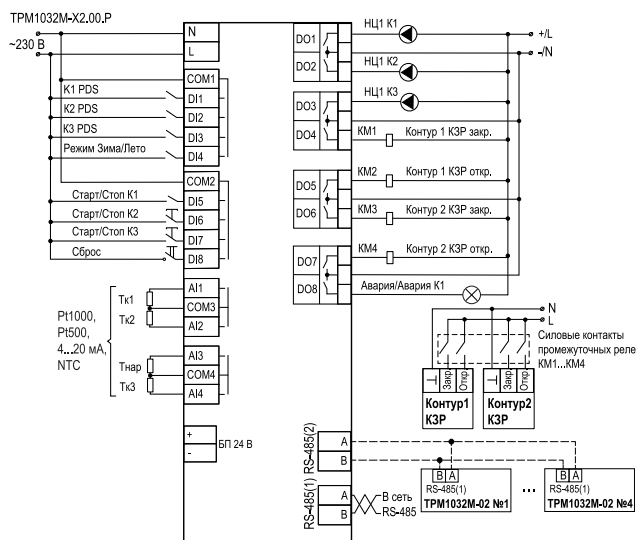 ТРМ1032М-Х2.00.Р
~230 В
N
L
COM1
K1 PDS
DI1
K2 PDS
DI2
K3 PDS
DI3
Режим Зима/Лето
DI4
COM2
Старт/Стоп К1
DI5
Старт/Стоп К2
DI6
Старт/Стоп К3
DI7
Сброс
DI8
Pt1000,
Pt500,
4...20 мА,
NTC
Тк1
Тк2
Тнар
Тк3
AI1
COM3
AI2
AI3
COM4
AI4
+
-
БП 24 В
DO1
НЦ1 К1
+/L
-/N
DO2
НЦ1 К2
DO3
НЦ1 К3
DO4
КМ1 Контур 1 КЗР закр.
DO5
КМ2 Контур 1 КЗР откр.
DO6
КМ3 Контур 2 КЗР закр.
DO7
КМ4 Контур 2 КЗР откр.
DO8
Авария/Авария К1
N
L
Силовые контакты
промежуточных реле
КМ1...КМ4
Закр
Откр
Закр
Откр
Контур1
КЗР
Контур2
КЗР
RS-485(2)
A
B
RS-485(1)
A
B
В сеть
RS-485
B A
RS-485(1)
ТРМ1032М-02 №1
...
B A
RS-485(1)
ТРМ1032М-02 №4